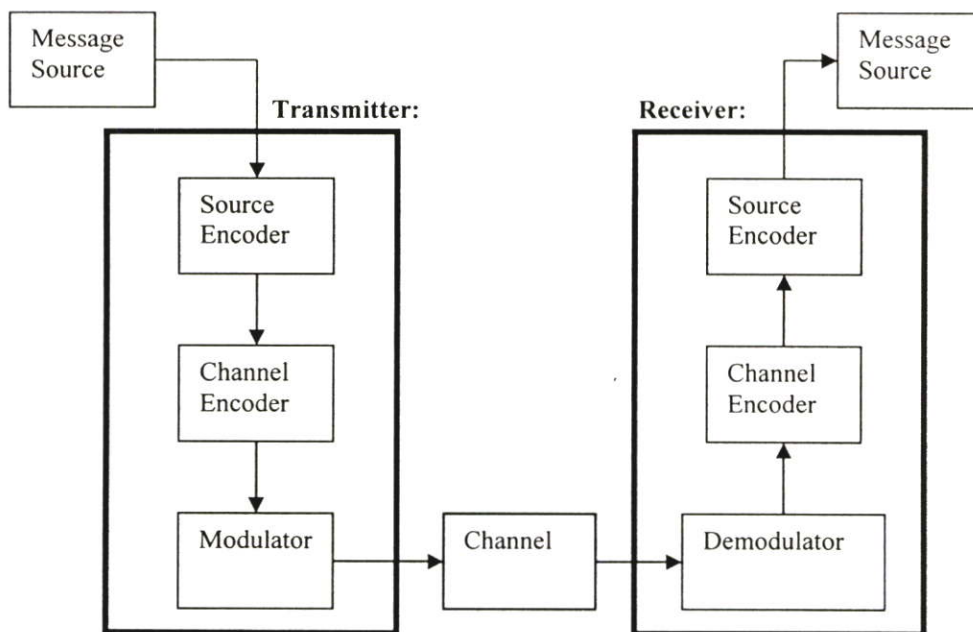 Message
Source
Transmitter:
Source
Encoder
Channel
Encoder
Modulator
Channel
Receiver:
Message
Source
Source
Encoder
Channel
Encoder
Demodulator